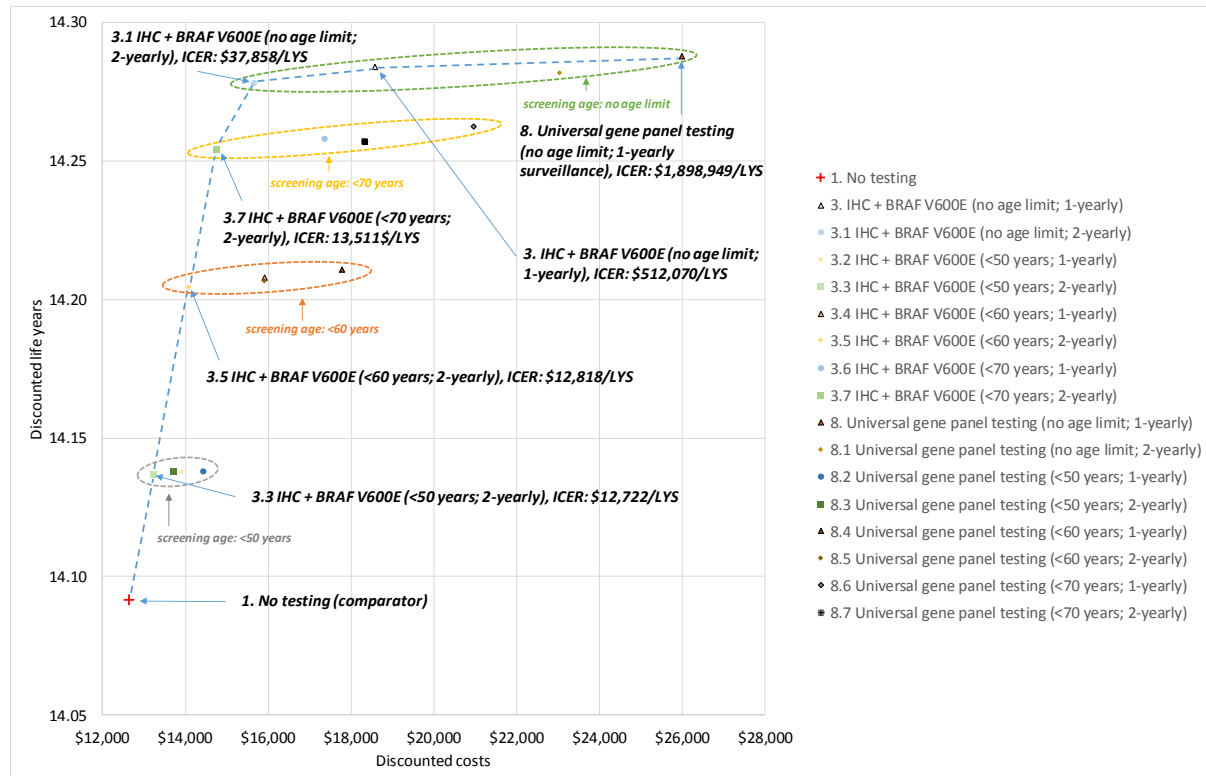 14.30
14.25
14.20
14.15
14.10
14.05
Discounted life years
$12,000
$14,000
$16,000
$18,000
$20,000
$22,000
$24,000
$26,000
$28,000
Discounted costs
3.1 IHC + BRAF V600E (no age limit;
2-yearly), ICER: $37,858/LYS
screening age: no age limit
8. Universal gene panel testing
(no age limit; 1-yearly
surveillance), ICER: $1,898,949/LYS
screening age: <70 years
3.7 IHC + BRAF V600E (<70 years;
2-yearly), ICER: 13,511$/LYS
3. IHC + BRAF V600E (no age limit;
1-yearly), ICER: $512,070/LYS
screening age: <60 years
3.5 IHC + BRAF V600E (<60 years; 2-yearly), ICER: $12,818/LYS
3.3 IHC + BRAF V600E (<50 years; 2-yearly), ICER: $12,722/LYS
screening age: <50 years
1. No testing (comparator)
1. No testing
3. IHC + BRAF V600E (no age limit; 1-yearly)
3.1 IHC + BRAF V600E (no age limit; 2-yearly)
3.2 IHC + BRAF V600E (<50 years; 1-yearly)
3.3 IHC + BRAF V600E (<50 years; 2-yearly)
3.4 IHC + BRAF V600E (<60 years; 1-yearly)
3.5 IHC + BRAF V600E (<60 years; 2-yearly)
3.6 IHC + BRAF V600E (<70 years; 1-yearly)
3.7 IHC + BRAF V600E (<70 years; 2-yearly)
8. Universal gene panel testing (no age limit; 1-yearly)
8.1 Universal gene panel testing (no age limit; 2-yearly)
8.2 Universal gene panel testing (<50 years; 1-yearly)
8.3 Universal gene panel testing (<50 years; 2-yearly)
8.4 Universal gene panel testing (<60 years; 1-yearly)
8.5 Universal gene panel testing (<60 years; 2-yearly)
8.6 Universal gene panel testing (<70 years; 1-yearly)
8.7 Universal gene panel testing (<70 years; 2-yearly)